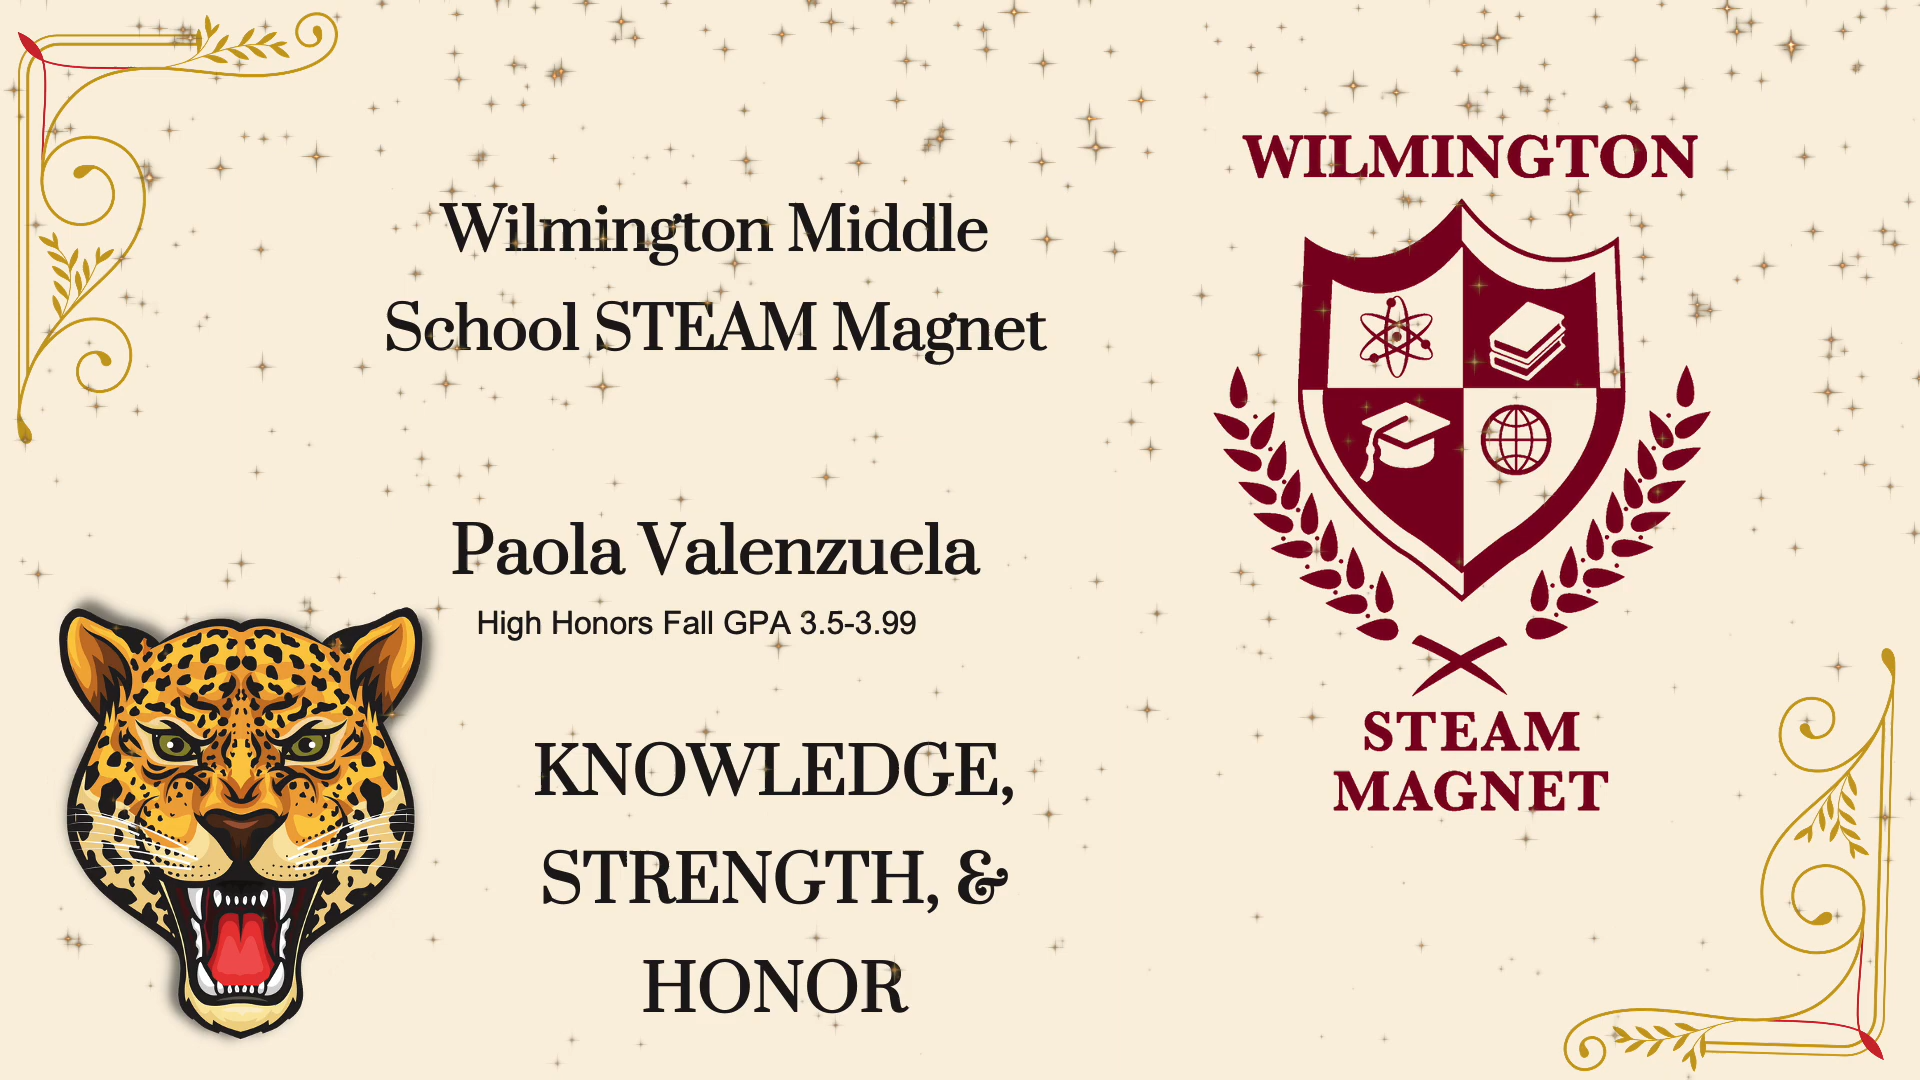 Wilmington Middle
School STEAM Magnet
Paola Valenzuela
High Honors Fall GPA 3.5-3.99
KNOWLEDGE,
STRENGTH, &
HONOR
WILMINGTON
STEAM
MAGNET